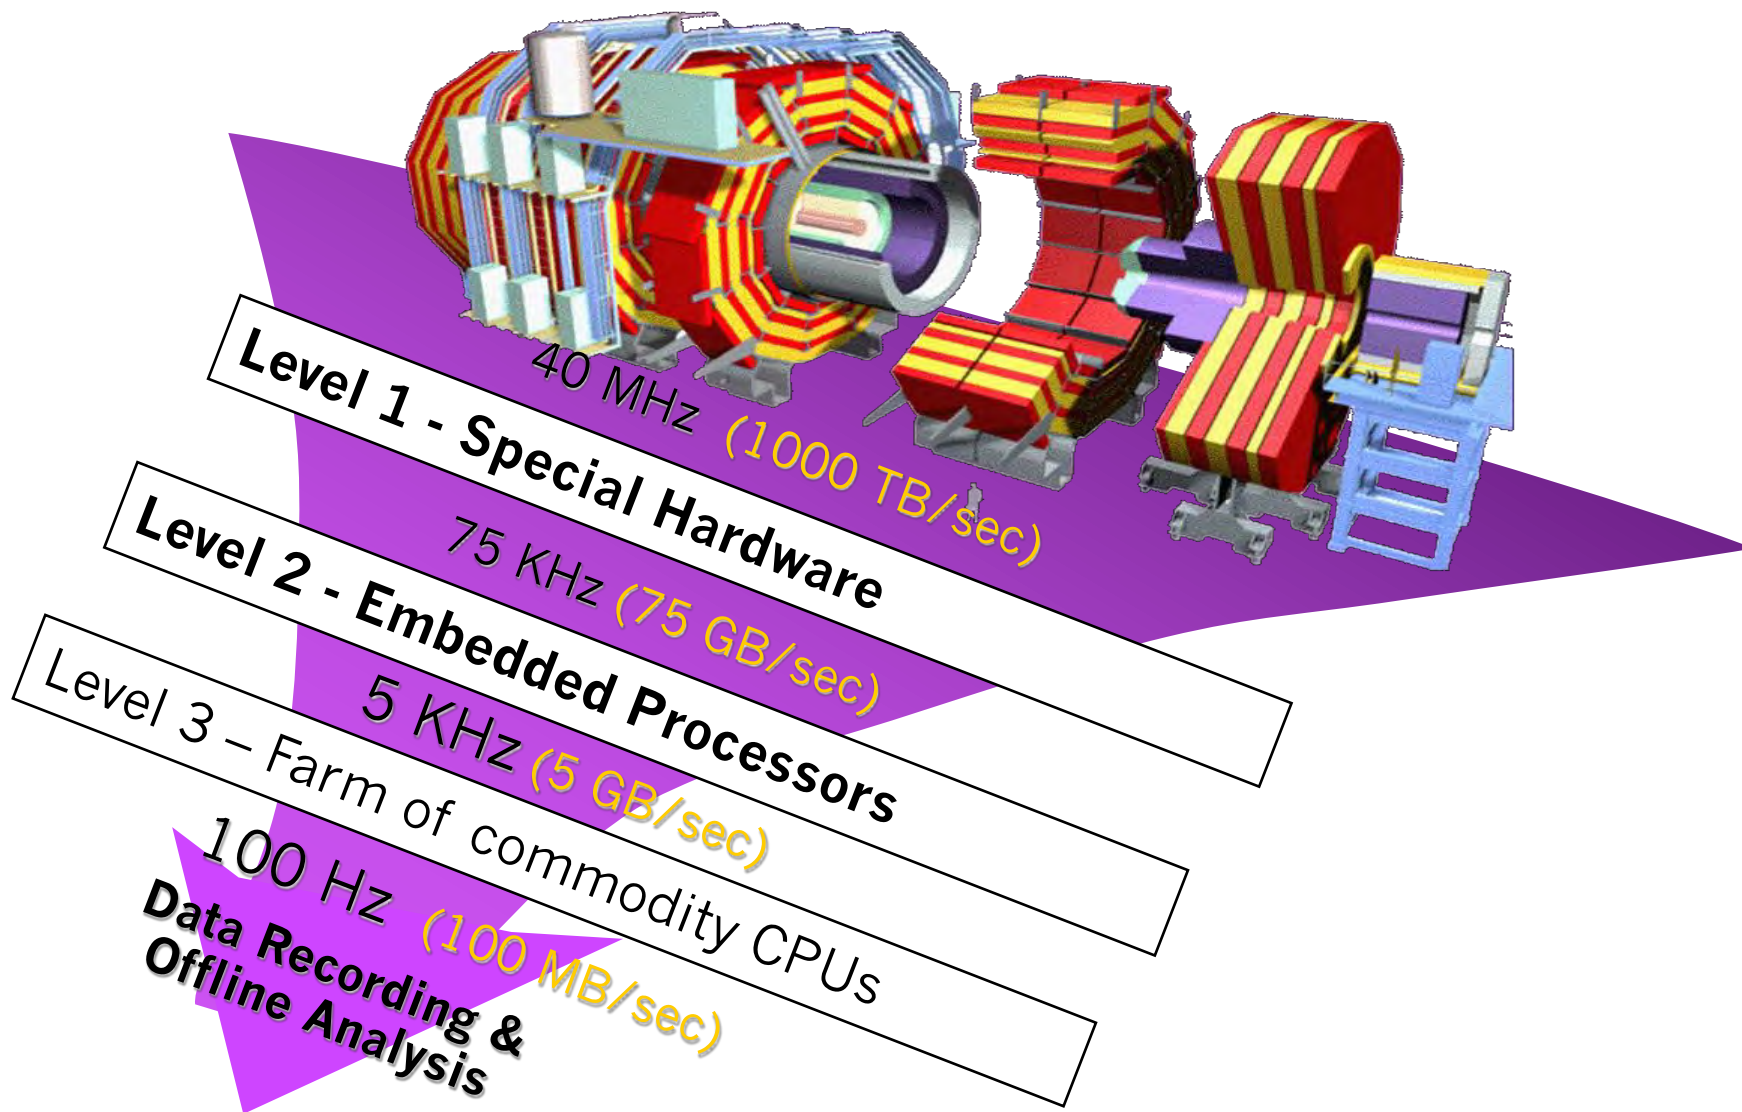 40 MHz (1000 TB/sec)
Level 1 - Special Hardware
75 KHz (75 GB/sec)
Level 2 - Embedded Processors
5 KHz (5 GB/sec)
Level 3 – Farm of commodity CPUs
100 Hz (100 MB/sec)
Data Recording &
Offline Analysis